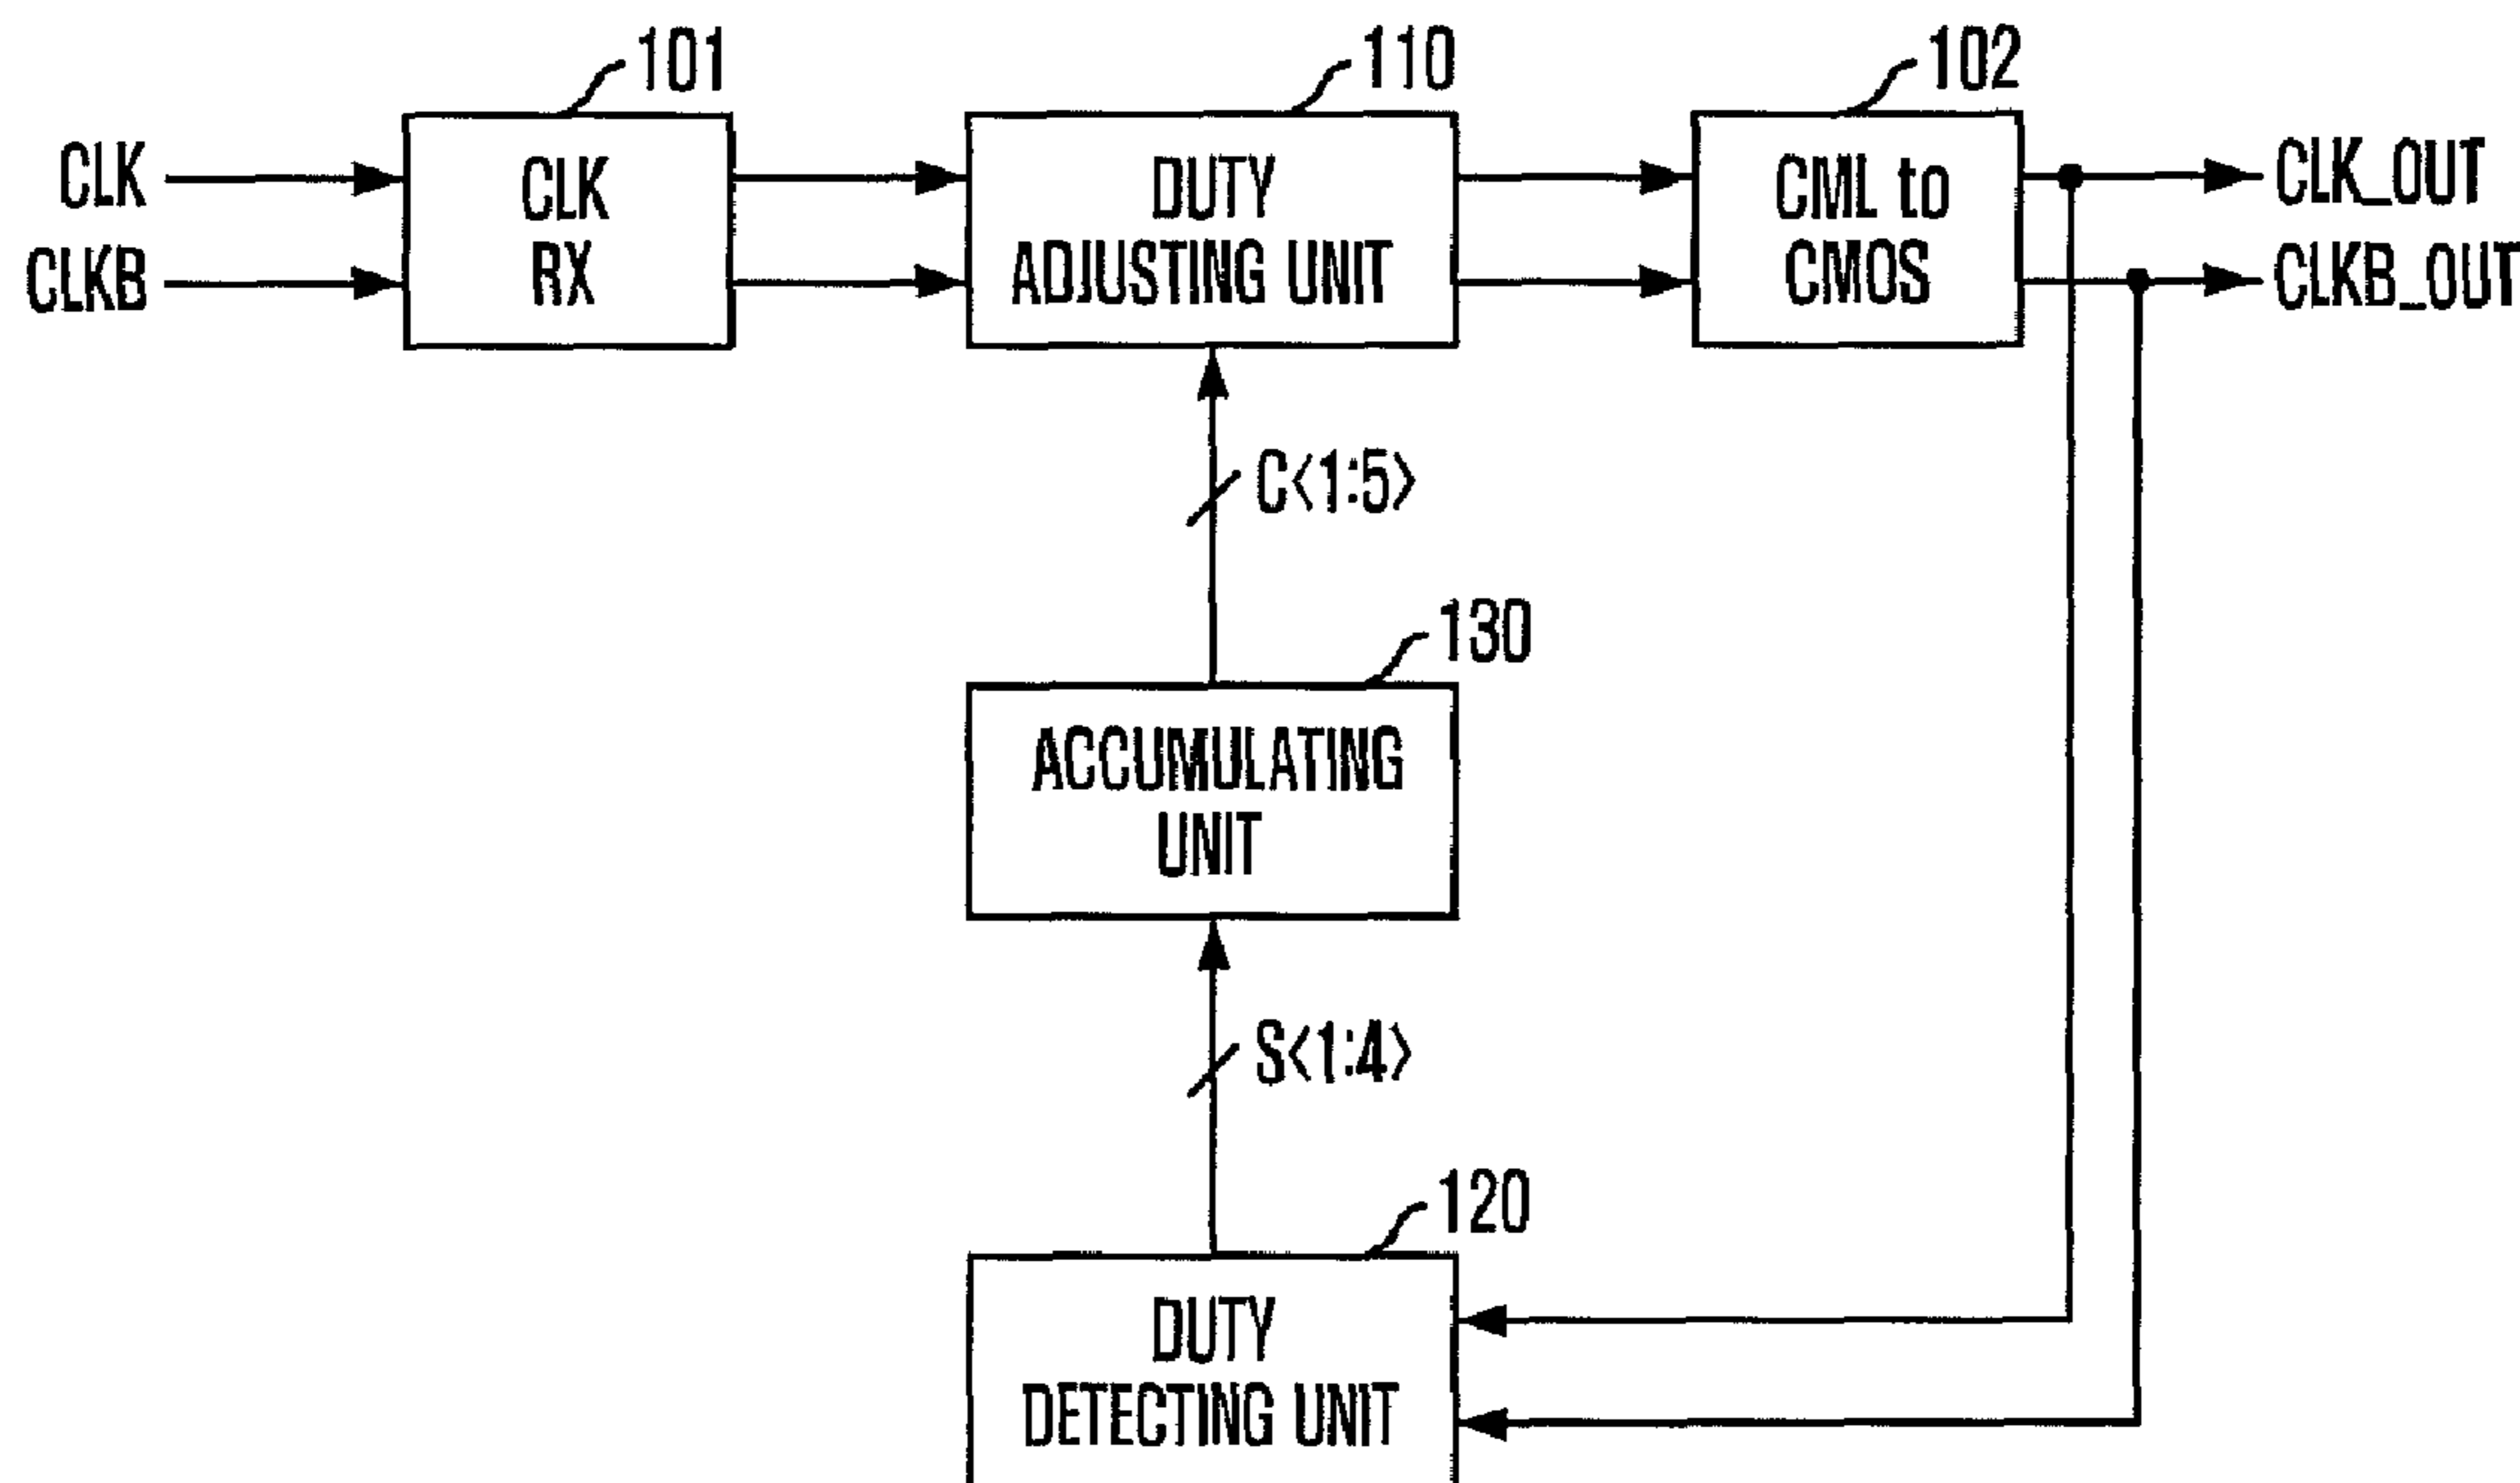 101
110
102
CLK
CLKB
CLK
RX
DUTY
ADJUSTING UNIT
CML to
CMOS
CLK_OUT
CLKB_OUT
C<1:5>
130
ACCUMULATING
UNIT
S<1:4>
120
DUTY
DETECTING UNIT